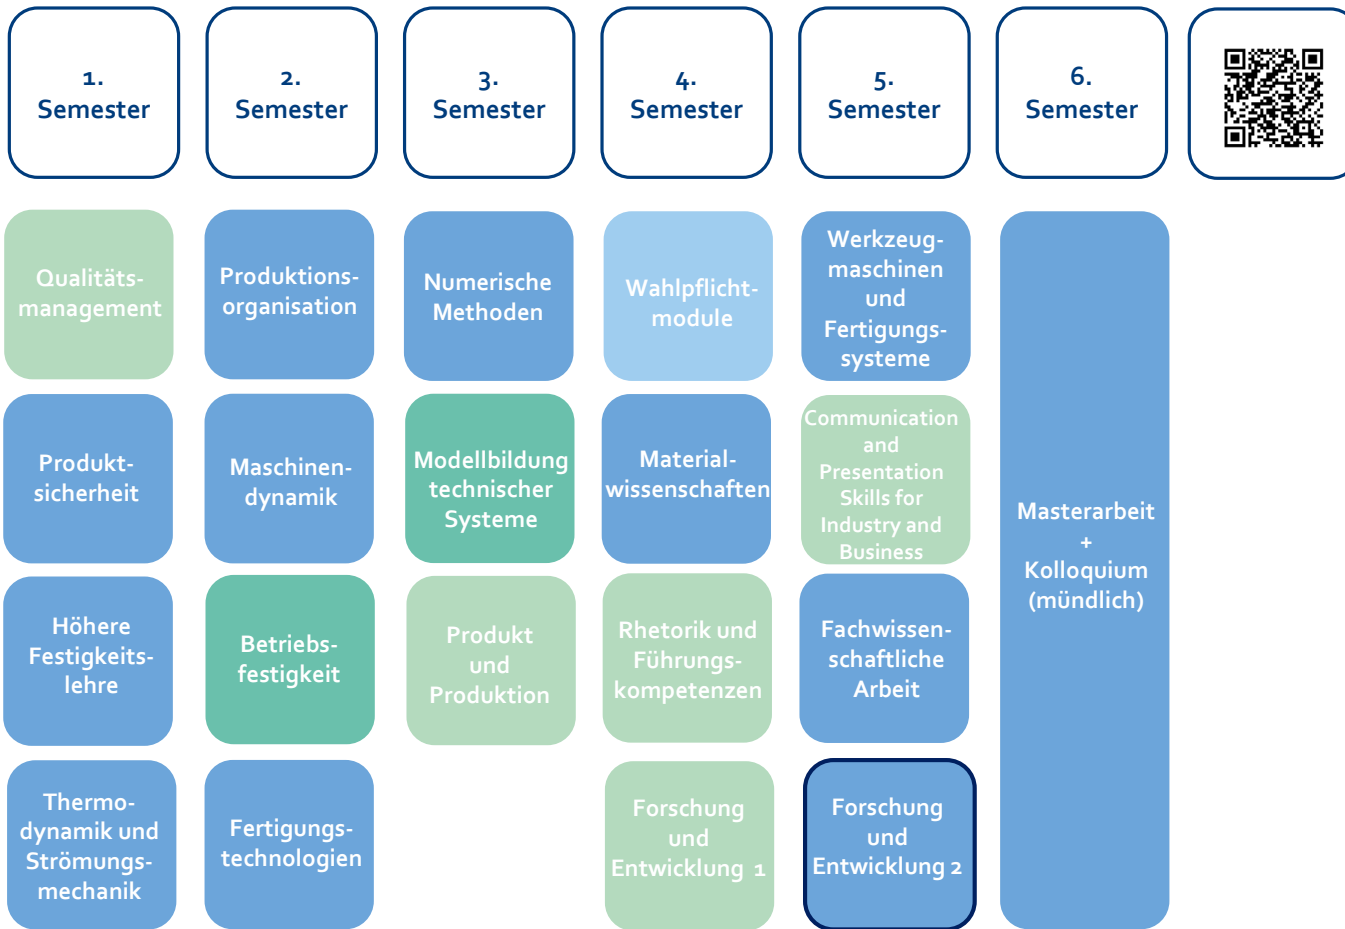 1.
Semester
2.
Semester
3.
Semester
4.
Semester
5.
Semester
6.
Semester
Qualitäts-
management
Produktions-
organisation
Numerische
Methoden
Wahlpflicht-
module
Werkzeug-
maschinen
und
Fertigungs-
systeme
Produkt-
sicherheit
Maschinen-
dynamik
Modellbildung
technischer
Systeme
Material-
wissenschaften
Communication
and
Presentation
Skills for
Industry and
Business
Höhere
Festigkeits-
lehre
Betriebs-
festigkeit
Produkt
und
Produktion
Rhetorik und
Führungs-
kompetenzen
Fachwissen-
schaftliche
Arbeit
Thermo-
dynamik und
Strömungs-
mechanik
Fertigungs-
technologien
Forschung
und
Entwicklung 1
Forschung
und
Entwicklung 2
Masterarbeit
+
Kolloquium
(mündlich)